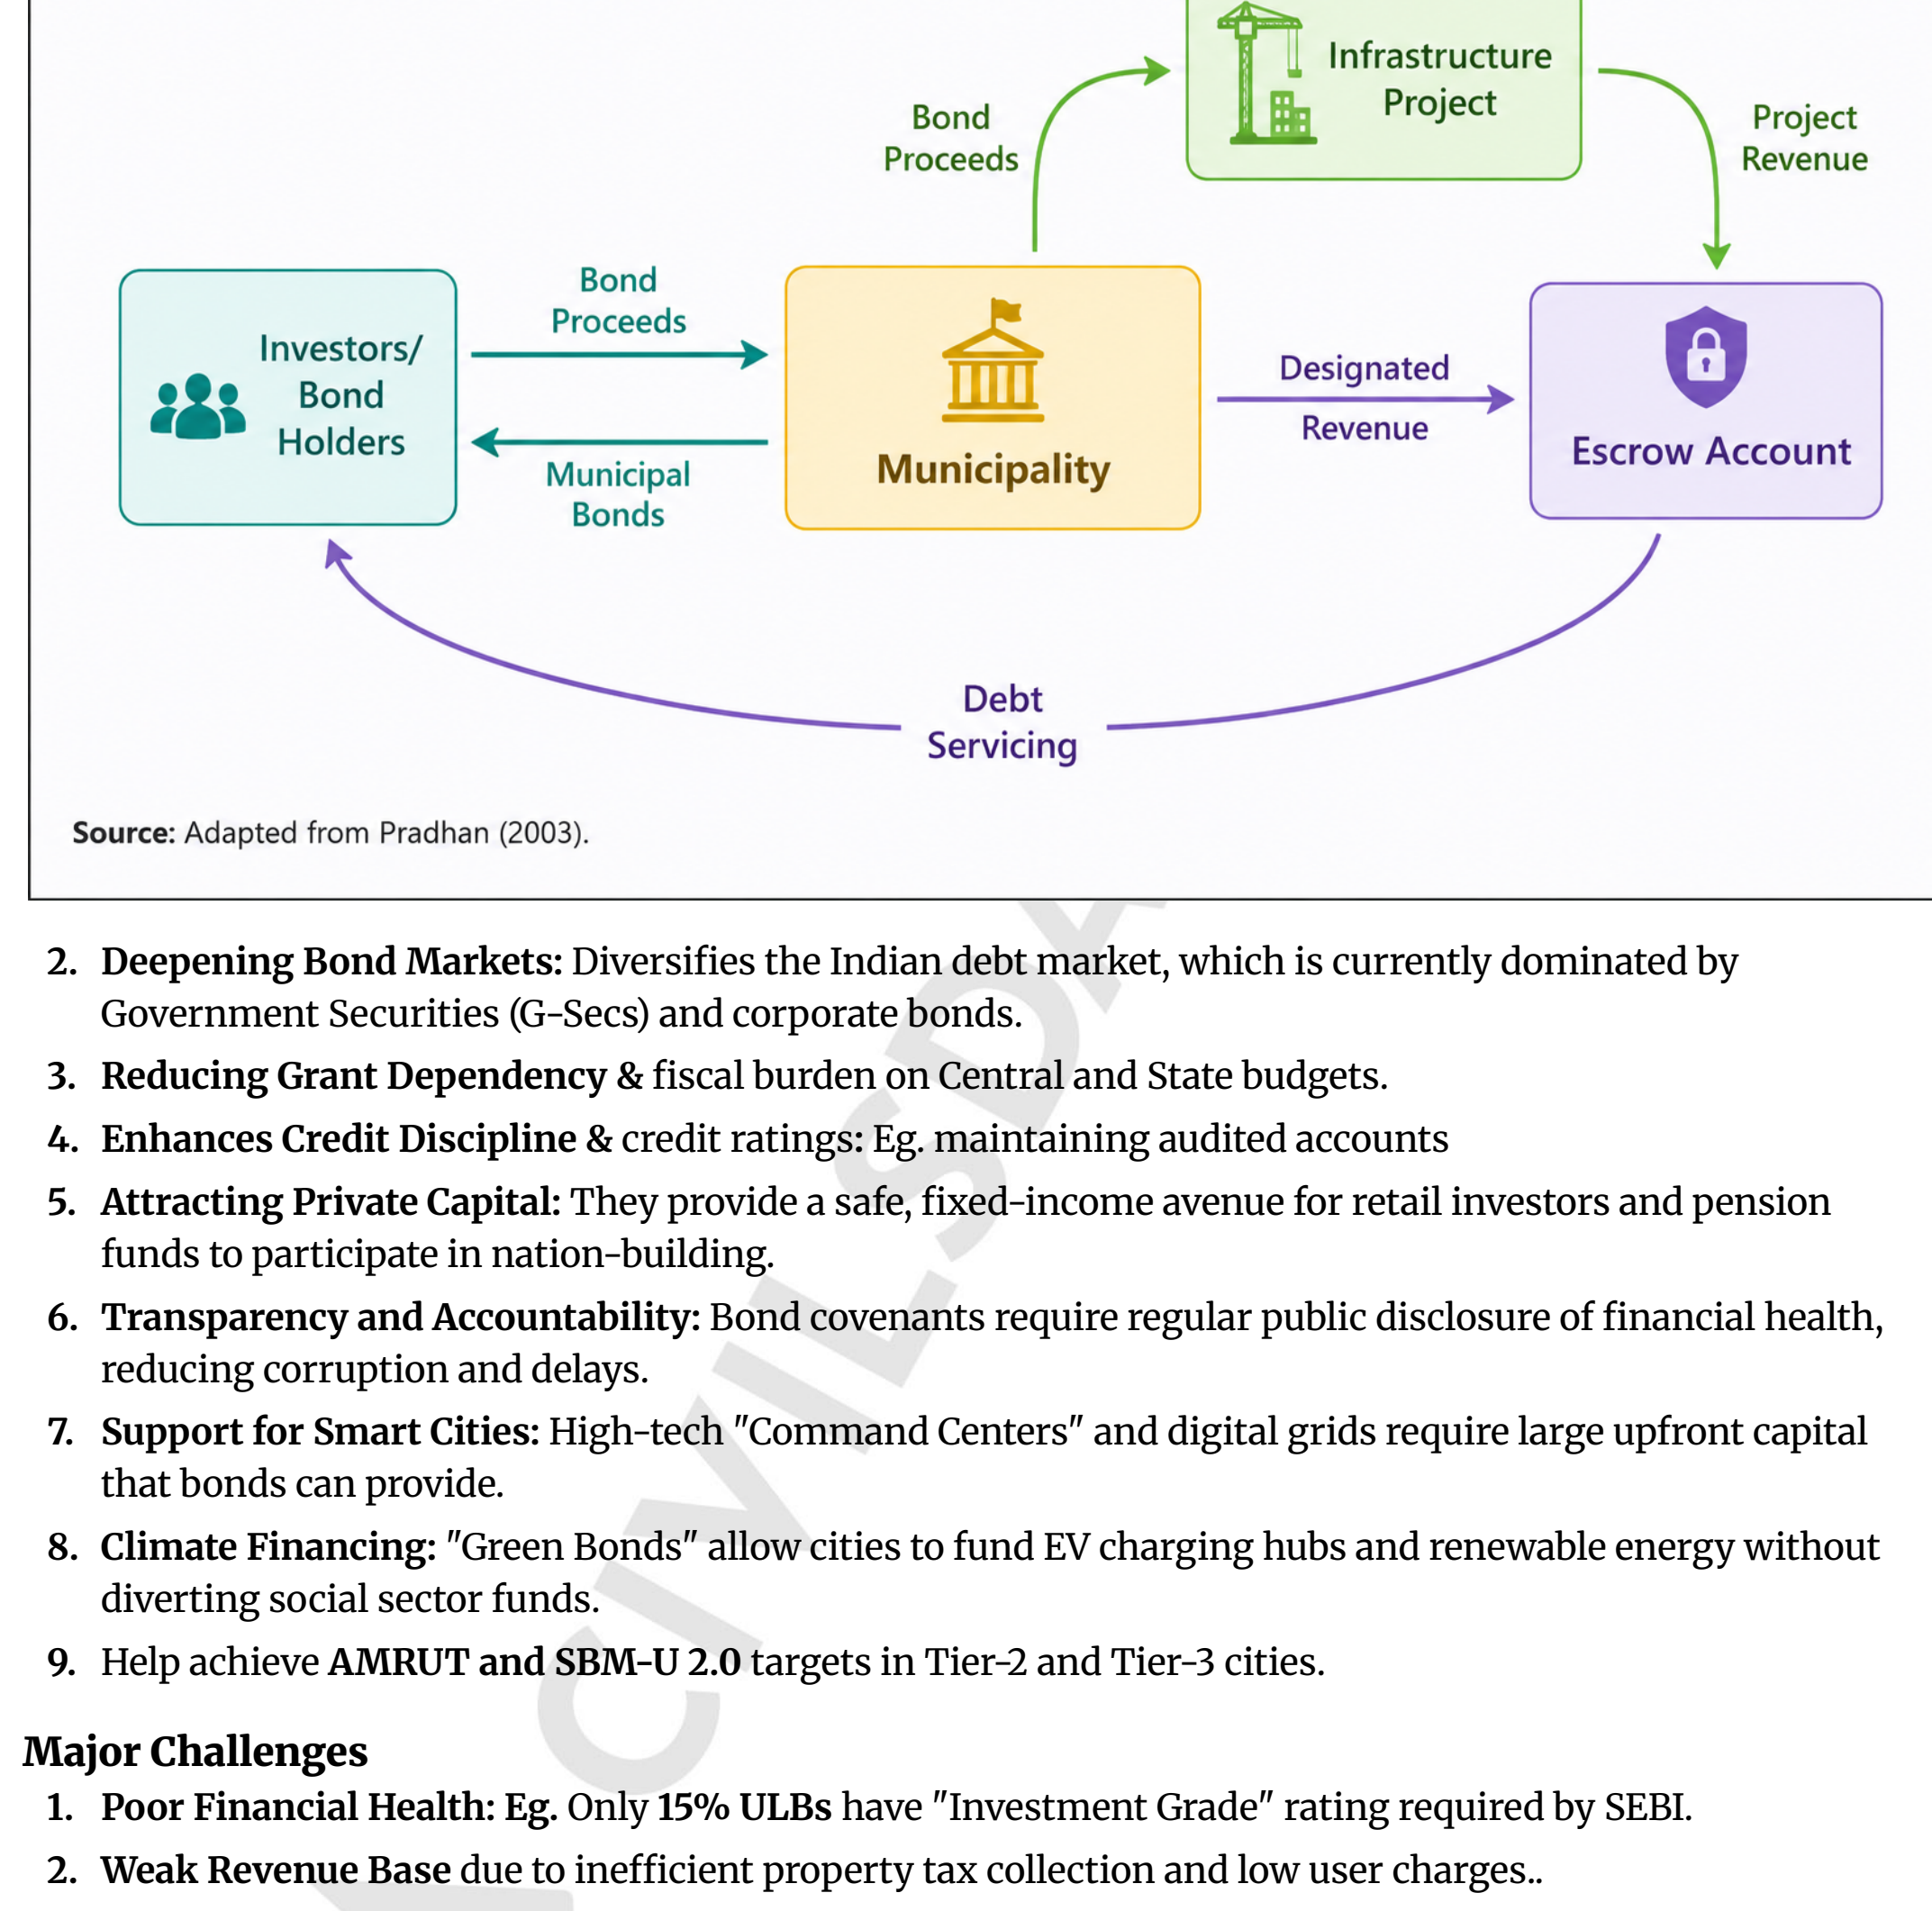 Infrastructure
Project
Bond
Proceeds
Project
Revenue
Investors/
Bond
Holders
Bond
Proceeds
Municipal
Bonds
Municipality
Designated
Revenue
Escrow Account
Debt
Servicing
Source: Adapted from Pradhan (2003).
2. Deepening Bond Markets: Diversifies the Indian debt market, which is currently dominated by
Government Securities (G-Secs) and corporate bonds.
3. Reducing Grant Dependency & fiscal burden on Central and State budgets.
4. Enhances Credit Discipline & credit ratings: Eg. maintaining audited accounts
5. Attracting Private Capital: They provide a safe, fixed-income avenue for retail investors and pension
funds to participate in nation-building.
6. Transparency and Accountability: Bond covenants require regular public disclosure of financial health,
reducing corruption and delays.
7. Support for Smart Cities: High-tech "Command Centers" and digital grids require large upfront capital
that bonds can provide.
8. Climate Financing: "Green Bonds" allow cities to fund EV charging hubs and renewable energy without
diverting social sector funds.
9. Help achieve AMRUT and SBM-U 2.0 targets in Tier-2 and Tier-3 cities.
Major Challenges
1. Poor Financial Health: Eg. Only 15% ULBs have "Investment Grade" rating required by SEBI.
2. Weak Revenue Base due to inefficient property tax collection and low user charges..
CIVILSDA